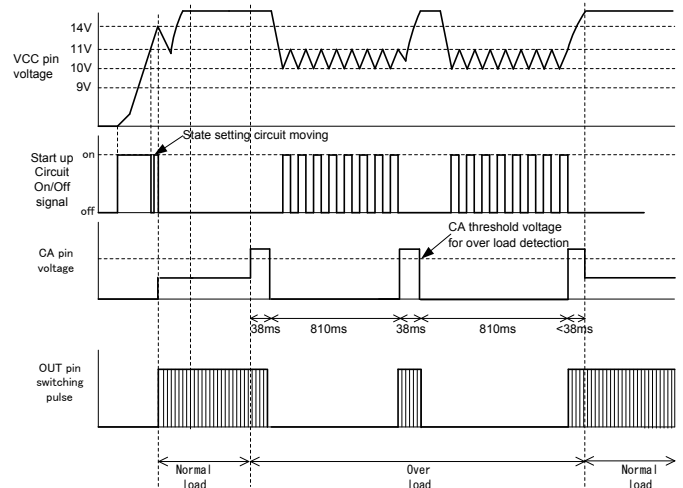 14V
11V
10V
9V
VCC pin
voltage
State setting circuit moving
Start up
Circuit
On/Off
signal
on
off
CA threshold voltage
for over load detection
CA pin
voltage
38ms
810ms
38ms
810ms
<38ms
OUT pin
switching
pulse
Normal
load
Over
load
Normal
load